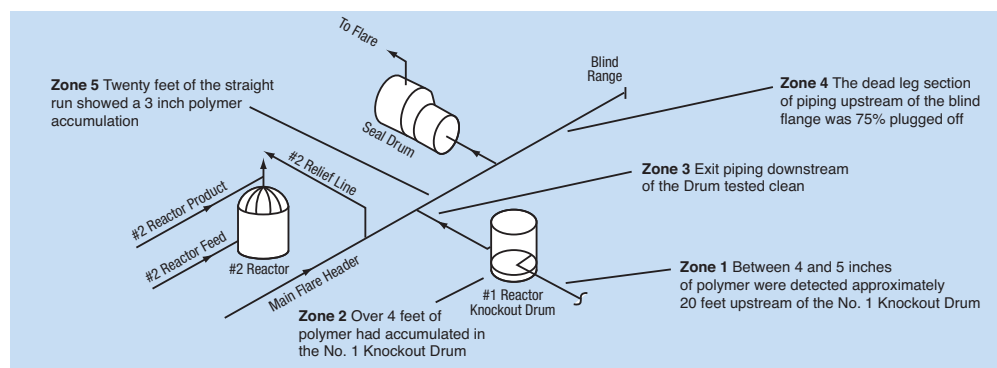 To Flare
Blind
Range
Zone 5 Twenty feet of the straight
run showed a 3 inch polymer
accumulation
Zone 4 The dead leg section
of piping upstream of the blind
flange was 75% plugged off
Seal Drum
#2 Relief Line
Zone 3 Exit piping downstream
of the Drum tested clean
#2 Reactor Product
#2 Reactor Feed
#2 Reactor
Main Flare Header
#1 Reactor
Knockout Drum
Zone 1 Between 4 and 5 inches
of polymer were detected approximately
20 feet upstream of the No. 1 Knockout Drum
Zone 2 Over 4 feet of
polymer had accumulated in
the No. 1 Knockout Drum